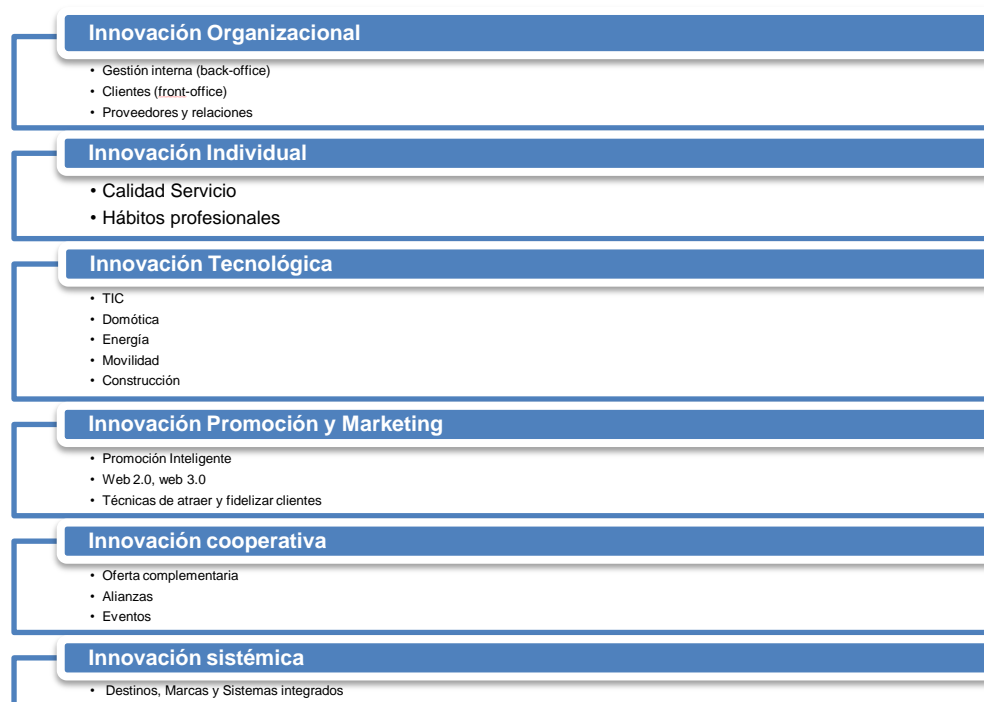 Innovación Organizacional
• Gestión interna (back-office)
• Clientes (front-office)
• Proveedores y relaciones
Innovación Individual
• Calidad Servicio
• Hábitos profesionales
Innovación Tecnológica
• TIC
• Domótica
• Energía
• Movilidad
• Construcción
Innovación Promoción y Marketing
• Promoción Inteligente
• Web 2.0, web 3.0
• Técnicas de atraer y fidelizar clientes
Innovación cooperativa
• Oferta complementaria
• Alianzas
• Eventos
Innovación sistémica
• Destinos, Marcas y Sistemas integrados